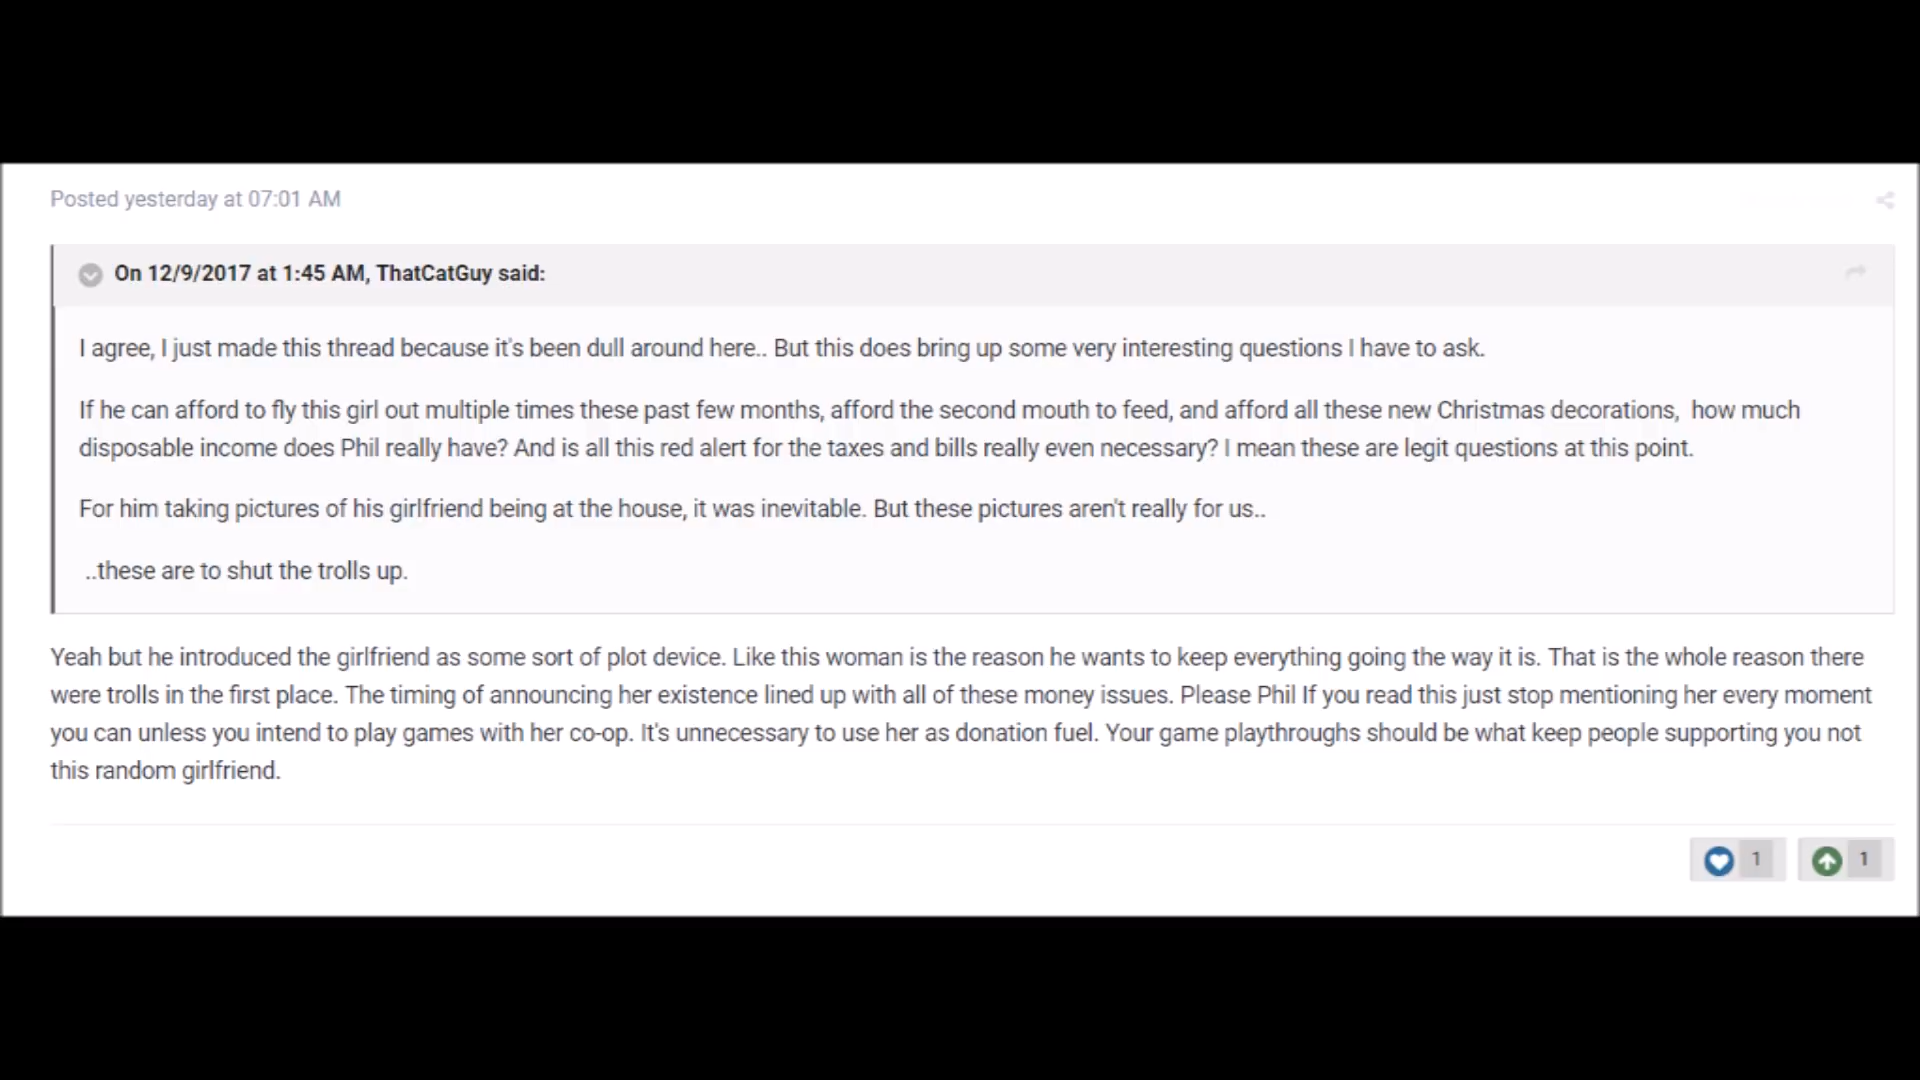 Posted yesterday at 07:01 AM
On 12/9/2017 at 1:45 AM, ThatCatGuy said:
I agree, I just made this thread because it's been dull around here.. But this does bring up some very interesting questions I have to ask.
If he can afford to fly this girl out multiple times these past few months, afford the second mouth to feed, and afford all these new Christmas decorations,  how much
disposable income does Phil really have? And is all this red alert for the taxes and bills really even necessary? I mean these are legit questions at this point.
For him taking pictures of his girlfriend being at the house, it was inevitable. But these pictures aren't really for us..
..these are to shut the trolls up.
Yeah but he introduced the girlfriend as some sort of plot device. Like this woman is the reason he wants to keep everything going the way it is. That is the whole reason there
were trolls in the first place. The timing of announcing her existence lined up with all of these money issues. Please Phil If you read this just stop mentioning her every moment
you can unless you intend to play games with her co-op. It's unnecessary to use her as donation fuel. Your game playthroughs should be what keep people supporting you not
this random girlfriend.
1 1